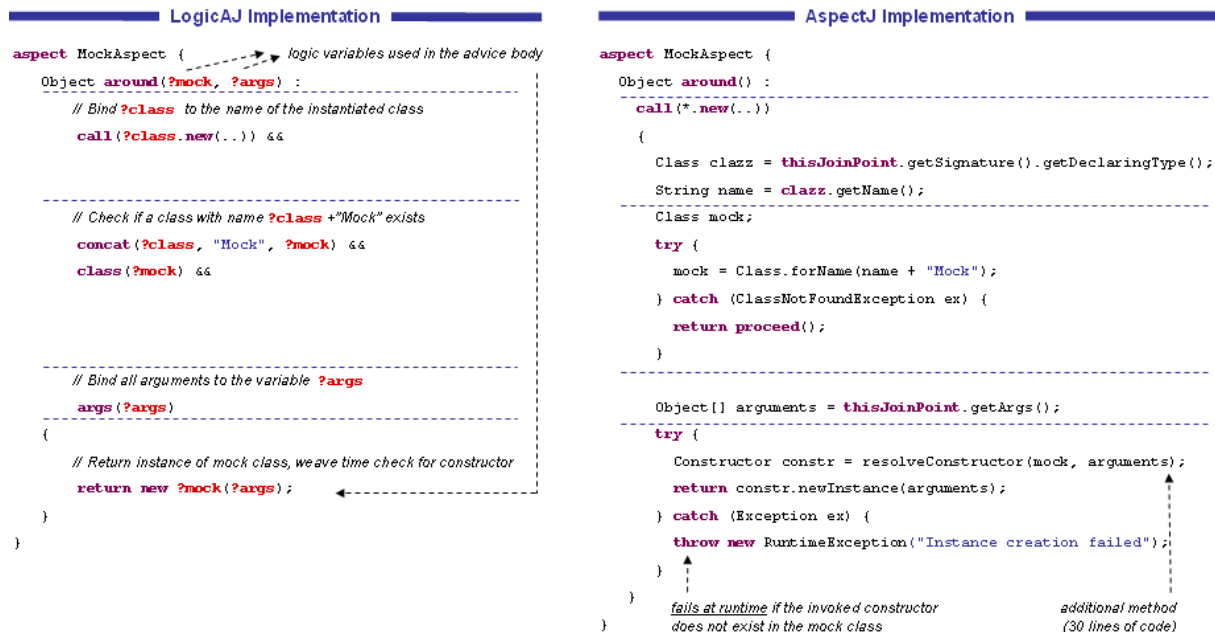 LogicAJ Implementation
aspect MockAspect {
logic variables used in the advice body
Object around(?mock, ?args) :
// Bind ?class to the name of the instantiated class
call(?class.new(..)) &&
// Check if a class with name ?class +"Mock" exists
concat(?class, "Mock", ?mock) &&
class(?mock) &&
// Bind all arguments to the variable ?args
args(?args)
{
// Return instance of mock class, weave time check for constructor
return new ?mock(?args);
}
}
AspectJ Implementation
aspect MockAspect {
Object around() :
call(*.new(..))
{
Class clazz = thisJoinPoint.getSignature().getDeclaringType();
String name = clazz.getName();
Class mock;
try {
mock = Class.forName(name + "Mock");
} catch (ClassNotFoundException ex) {
return proceed();
}
Object[] arguments = thisJoinPoint.getArgs();
try {
Constructor constr = resolveConstructor(mock, arguments);
return constr.newInstance(arguments);
} catch (Exception ex) {
throw new RuntimeException("Instance creation failed");
}
}
fails at runtime if the invoked constructor
does not exist in the mock class
additional method
(30 lines of code)
}